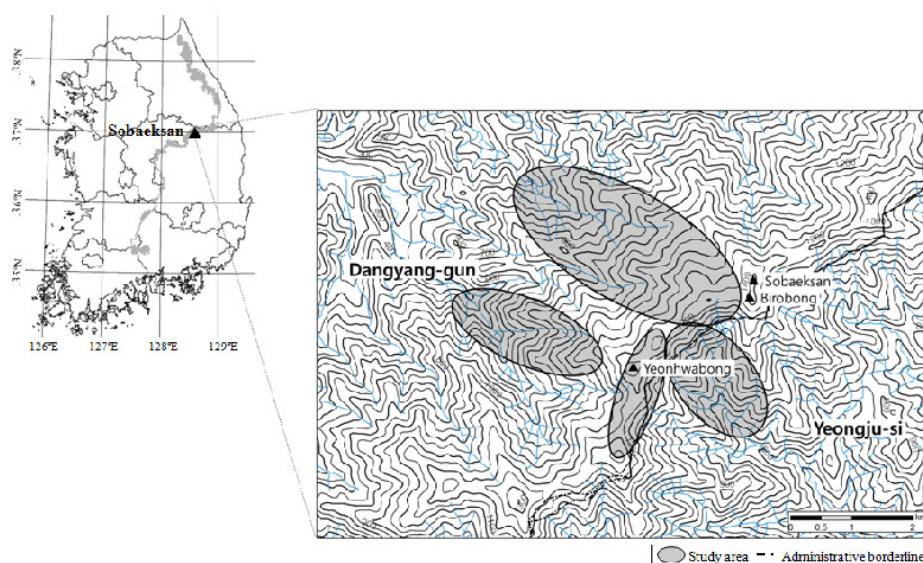 38°N
37°N
36°N
35°N
126°E 127°E 128°E 129°E
Sobaeksan
Dangyang-gun
Sobaeksan
Birobong
Yeonhwabong
Yeongju-si
0 0.5 1 2
Study area Administrative borderline